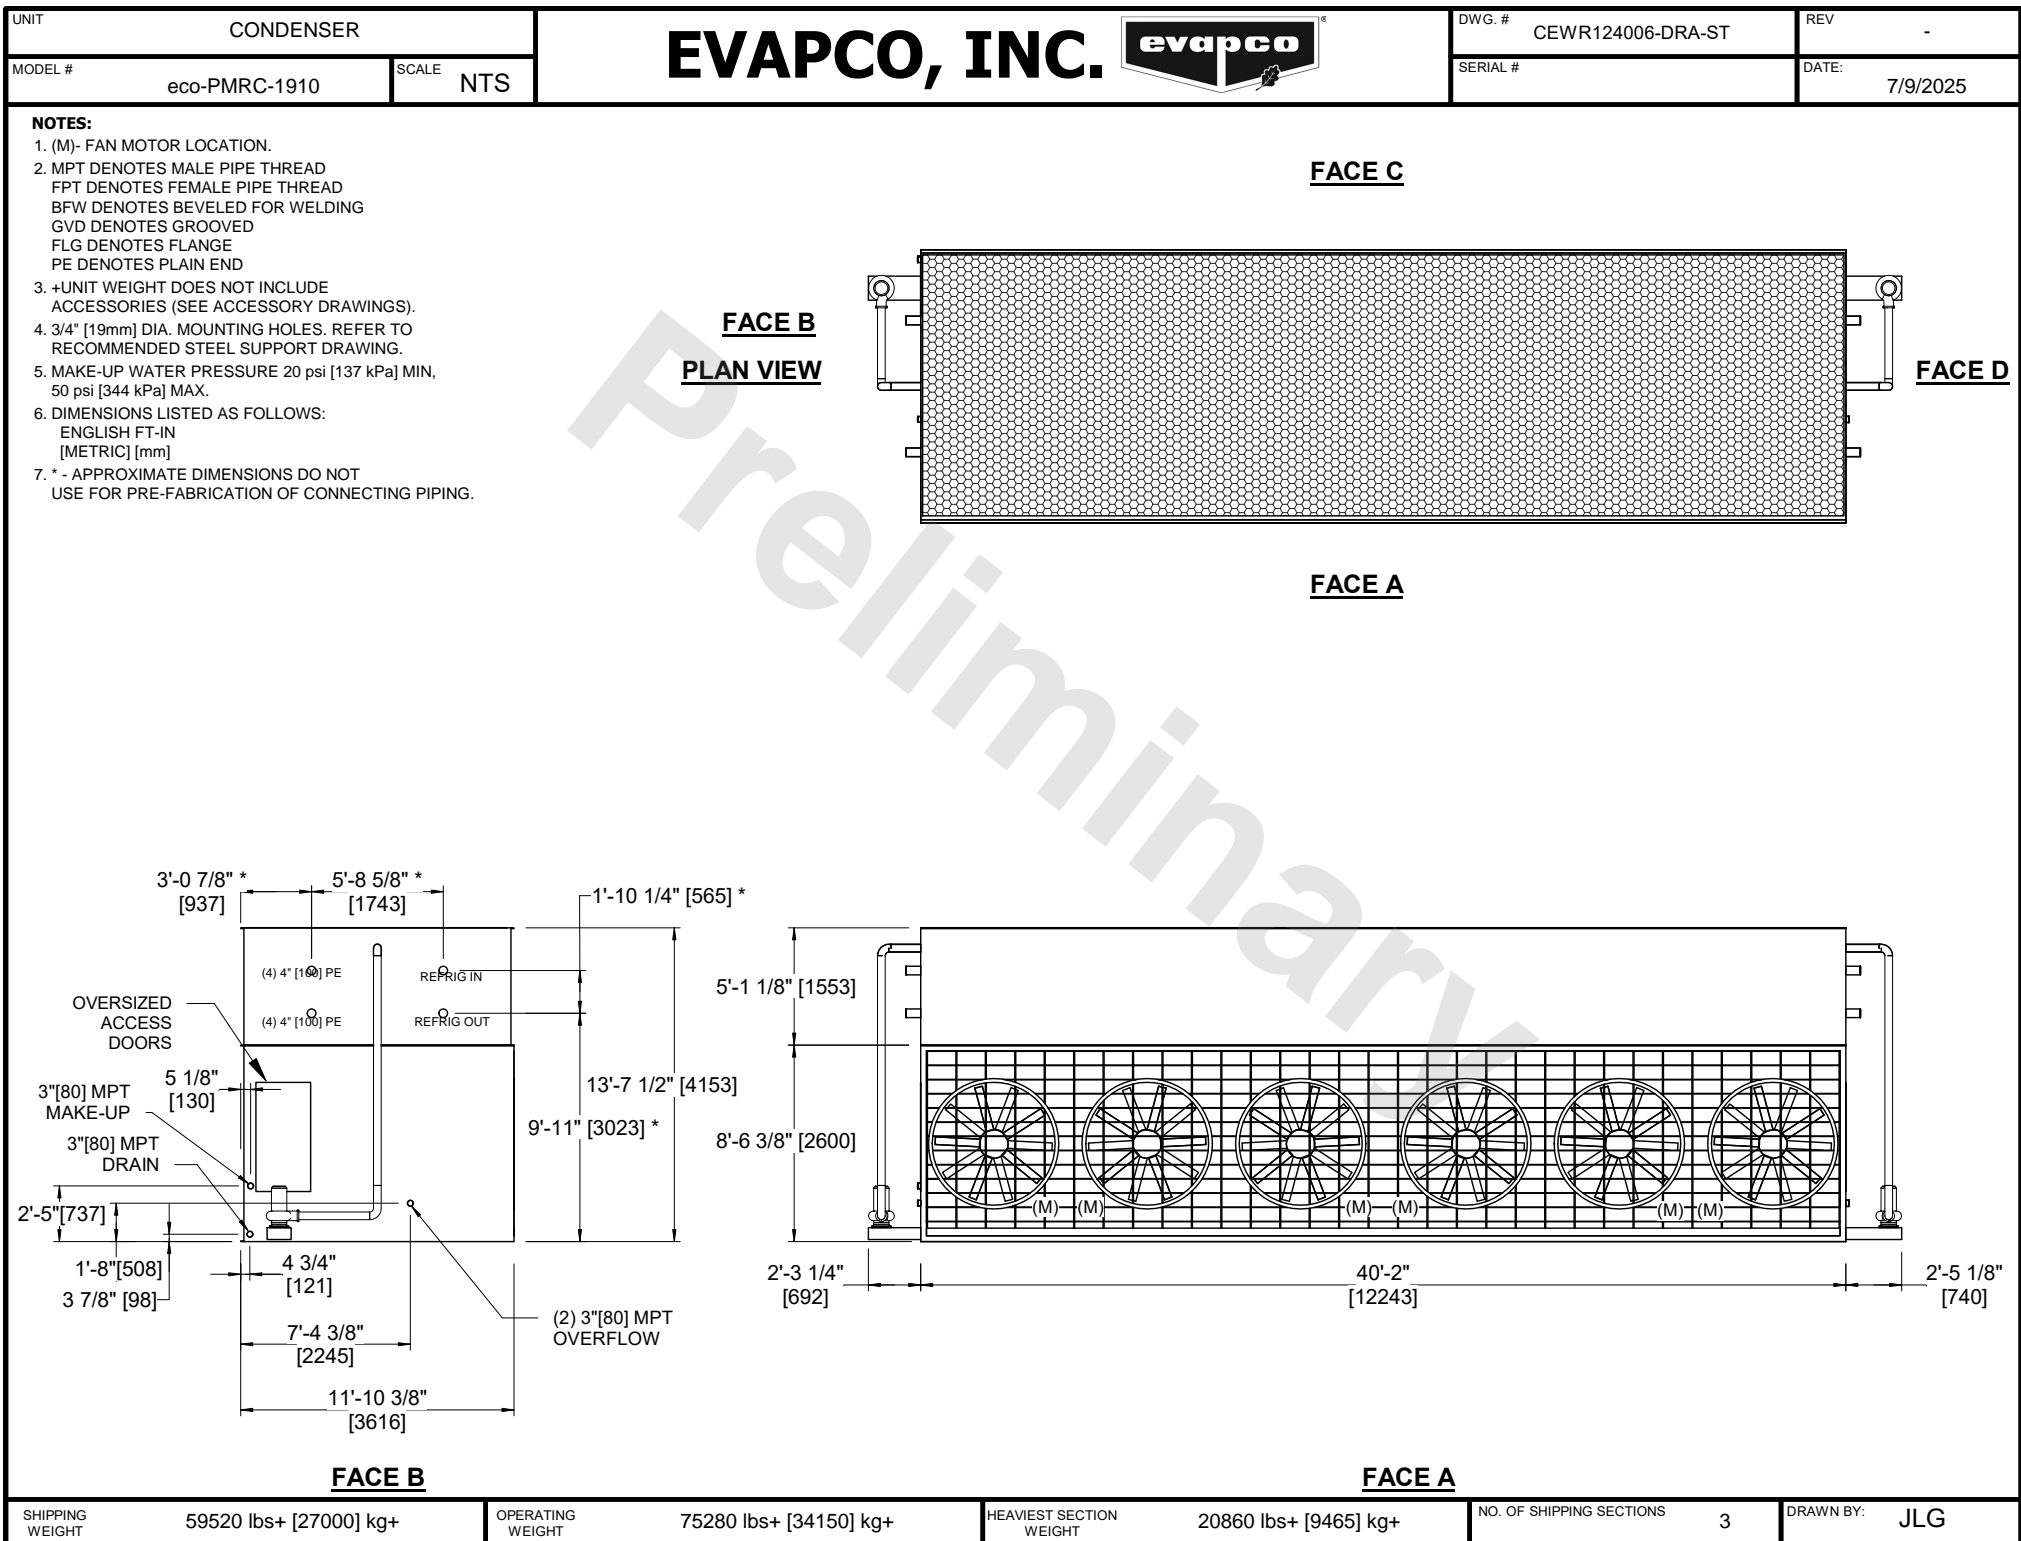 UNIT
CONDENSER
MODEL #
eco-PMRC-1910
SCALE
NTS
EVAPCO, INC.
evapco
®
DWG. #
CEWR124006-DRA-ST
REV
-
SERIAL #
DATE:
7/9/2025
NOTES:
1. (M)- FAN MOTOR LOCATION.
2. MPT DENOTES MALE PIPE THREAD
FPT DENOTES FEMALE PIPE THREAD
BFW DENOTES BEVELED FOR WELDING
GVD DENOTES GROOVED
FLG DENOTES FLANGE
PE DENOTES PLAIN END
3. +UNIT WEIGHT DOES NOT INCLUDE
ACCESSORIES (SEE ACCESSORY DRAWINGS).
4. 3/4" [19mm] DIA. MOUNTING HOLES. REFER TO
RECOMMENDED STEEL SUPPORT DRAWING.
5. MAKE-UP WATER PRESSURE 20 psi [137 kPa] MIN,
50 psi [344 kPa] MAX.
6. DIMENSIONS LISTED AS FOLLOWS:
ENGLISH FT-IN
[METRIC] [mm]
7. * - APPROXIMATE DIMENSIONS DO NOT
USE FOR PRE-FABRICATION OF CONNECTING PIPING.
FACE C
FACE B
PLAN VIEW
FACE D
FACE A
Preliminary
3'-0 7/8" *
[937]
5'-8 5/8" *
[1743]
1'-10 1/4" [565] *
(4) 4" [100] PE
REFRIG IN
(4) 4" [100] PE
REFRIG OUT
OVERSIZED
ACCESS
DOORS
5 1/8"
[130]
3"[80] MPT
MAKE-UP
3"[80] MPT
DRAIN
13'-7 1/2" [4153]
9'-11" [3023] *
2'-5"[737]
1'-8"[508]
3 7/8" [98]
4 3/4"
[121]
(2) 3"[80] MPT
OVERFLOW
7'-4 3/8"
[2245]
11'-10 3/8"
[3616]
FACE B
5'-1 1/8" [1553]
8'-6 3/8" [2600]
(M) (M) (M) (M) (M) (M)
2'-3 1/4"
[692]
40'-2"
[12243]
2'-5 1/8"
[740]
FACE A
SHIPPING
WEIGHT
59520 lbs+ [27000] kg+
OPERATING
WEIGHT
75280 lbs+ [34150] kg+
HEAVIEST SECTION
WEIGHT
20860 lbs+ [9465] kg+
NO. OF SHIPPING SECTIONS
3
DRAWN BY:
JLG